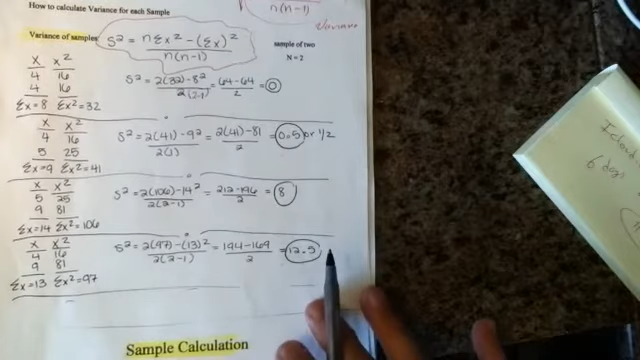 How to calculate Variance for each Sample
n(n-1)
Variance
Variance of samples
S² = nΣx² - (Σx)²
n(n-1)
sample of two
N = 2
X X²
4 16
4 16
Σx=8 Σx²=32
S² = 2(32) - 8² = 64-64 = 0
2(2-1) 2
X X²
4 16
5 25
Σx=9 Σx²=41
S² = 2(41) - 9² = 2(41) - 81 = 0.5 or 1/2
2(1) 2
X X²
5 25
9 81
Σx=14 Σx²=106
S² = 2(106) - 14² = 212-196 = 8
2(2-1) 2
X X²
4 16
9 81
Σx=13 Σx²=97
S² = 2(97) - (13)² = 194-169 = 12.5
2(2-1) 2
Sample Calculation
6 days